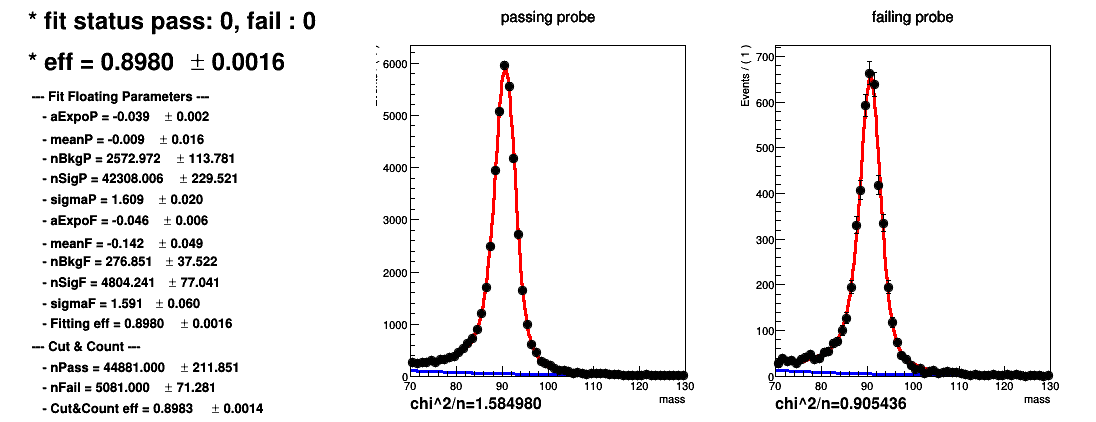 * fit status pass: 0, fail : 0
* eff = 0.8980 ± 0.0016
--- Fit Floating Parameters ---
- aExpoP = -0.039 ± 0.002
- meanP = -0.009 ± 0.016
- nBkgP = 2572.972 ± 113.781
- nSigP = 42308.006 ± 229.521
- sigmaP = 1.609 ± 0.020
- aExpoF = -0.046 ± 0.006
- meanF = -0.142 ± 0.049
- nBkgF = 276.851 ± 37.522
- nSigF = 4804.241 ± 77.041
- sigmaF = 1.591 ± 0.060
- Fitting eff = 0.8980 ± 0.0016
--- Cut & Count ---
- nPass = 44881.000 ± 211.851
- nFail = 5081.000 ± 71.281
- Cut&Count eff = 0.8983 ± 0.0014
passing probe
6000
5000
4000
3000
2000
1000
0
70 80 90 100 110 120 130
mass
chi^2/n=1.584980
failing probe
Events / ( 1 )
700
600
500
400
300
200
100
0
70 80 90 100 110 120 130
mass
chi^2/n=0.905436